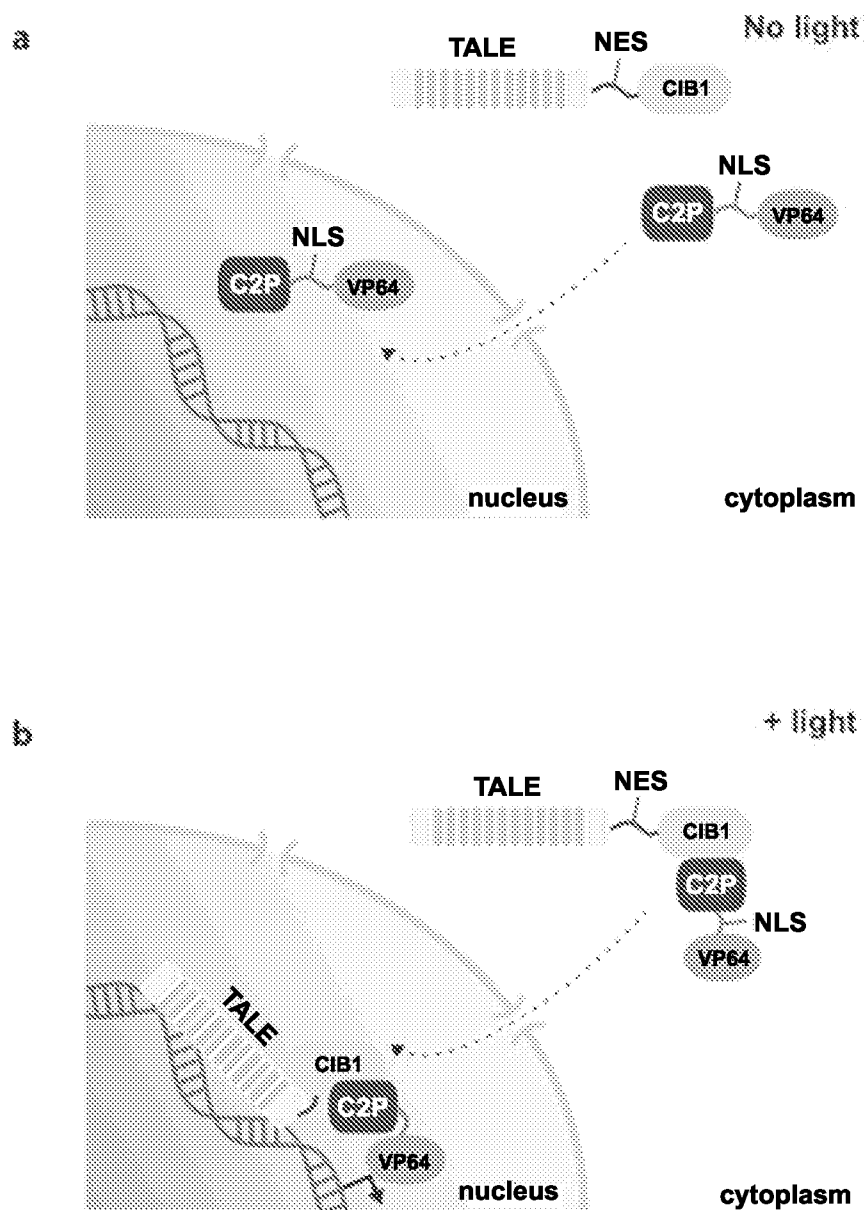 a
No light
TALE
NES
CIB1
NLS
C2P
VP64
NLS
C2P
VP64
nucleus
cytoplasm
b
+ light
TALE
NES
CIB1
C2P
NLS
VP64
TALE
CIB1
C2P
VP64
nucleus
cytoplasm